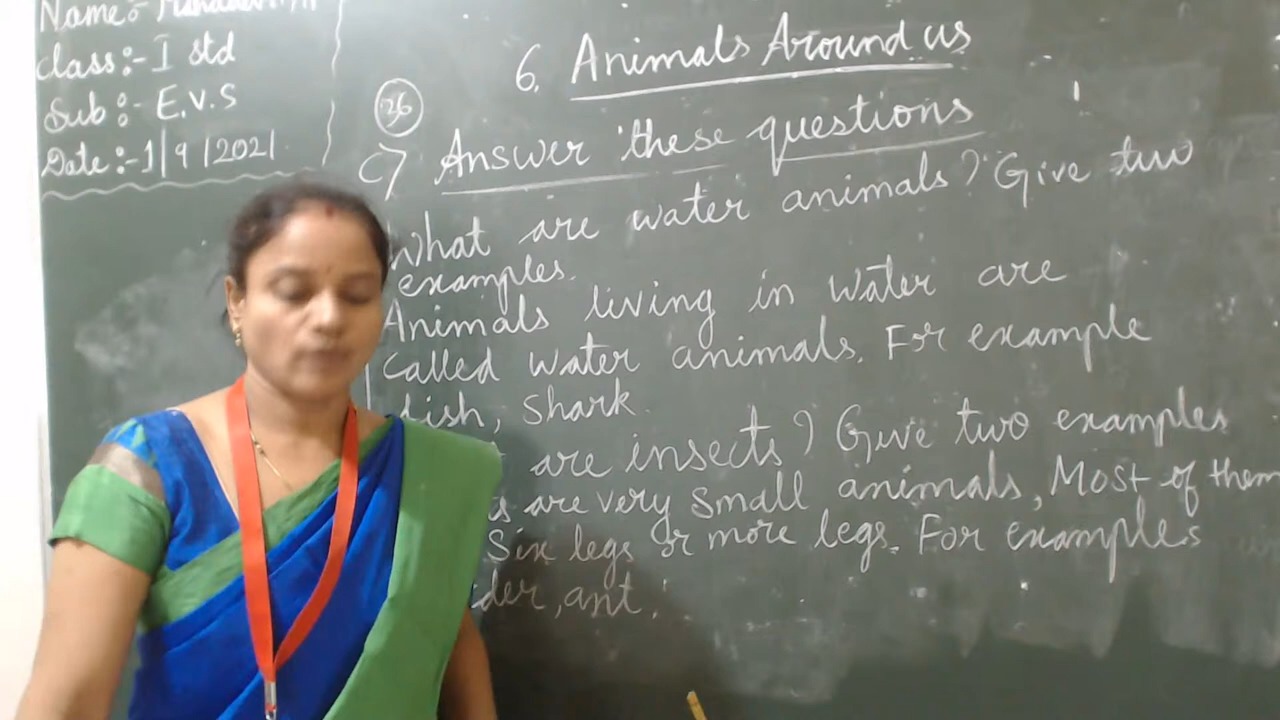 Name:-
Class:- I std
Sub:- E.V.S
Date:-1/9/2021
6. Animals Around us
26
C7 Answer these questions
What are water animals? Give two
examples.
Animals living in water are
called water animals. For example
fish, Shark.
are insects? Give two examples
are very small animals, Most of them
Six legs or more legs. For examples
ant.